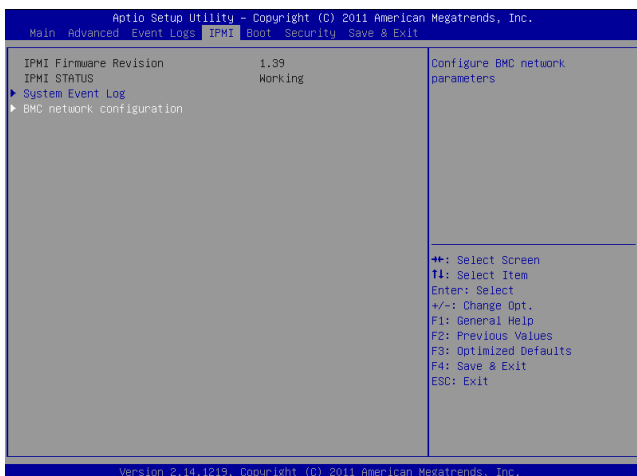 Aptio Setup Utility – Copyright (C) 2011 American Megatrends, Inc.
Main Advanced Event Logs IPMI Boot Security Save & Exit
IPMI Firmware Revision 1.39
IPMI STATUS Working
System Event Log
BMC network configuration
Configure BMC network
parameters
→←: Select Screen
↑↓: Select Item
Enter: Select
+/-: Change Opt.
F1: General Help
F2: Previous Values
F3: Optimized Defaults
F4: Save & Exit
ESC: Exit
Version 2.14.1219. Copyright (C) 2011 American Megatrends, Inc.